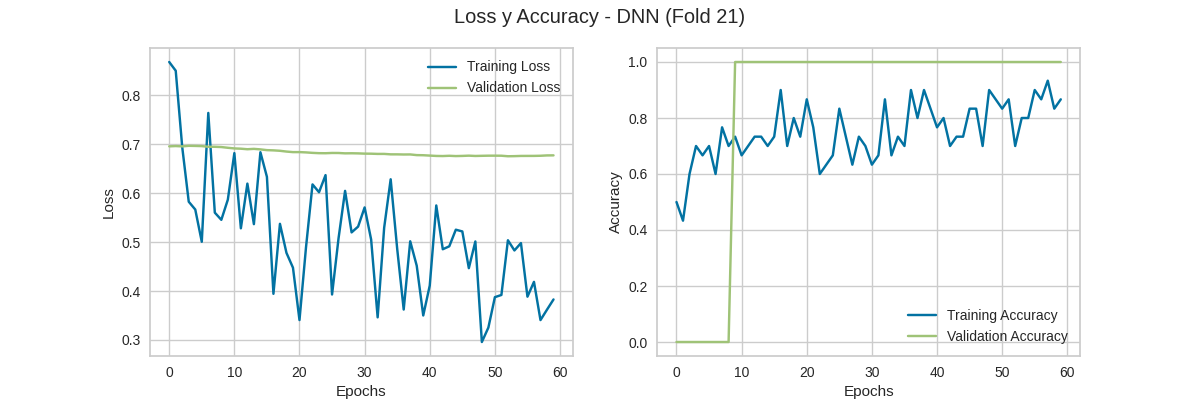 Loss y Accuracy - DNN (Fold 21)
Training Loss
Validation Loss
0.8
0.7
0.6
0.5
0.4
0.3
0 10 20 30 40 50 60
Loss
Epochs
1.0
0.8
0.6
0.4
0.2
0.0
Training Accuracy
Validation Accuracy
0 10 20 30 40 50 60
Accuracy
Epochs